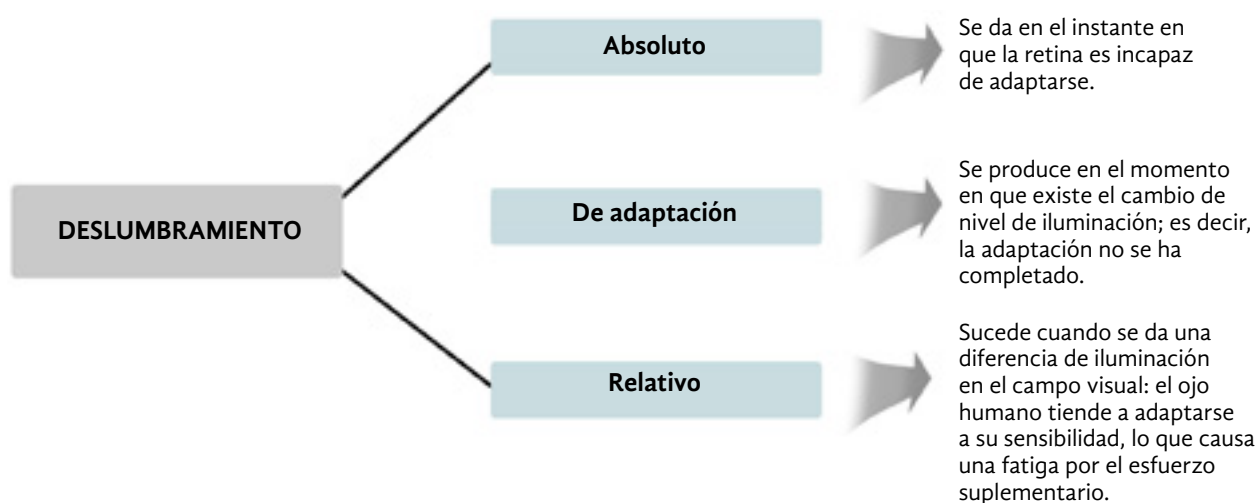 DESLUMBRAMIENTO
Absoluto
Se da en el instante en
que la retina es incapaz
de adaptarse.
De adaptación
Se produce en el momento
en que existe el cambio de
nivel de iluminación; es decir,
la adaptación no se ha
completado.
Relativo
Sucede cuando se da una
diferencia de iluminación
en el campo visual: el ojo
humano tiende a adaptarse
a su sensibilidad, lo que causa
una fatiga por el esfuerzo
suplementario.